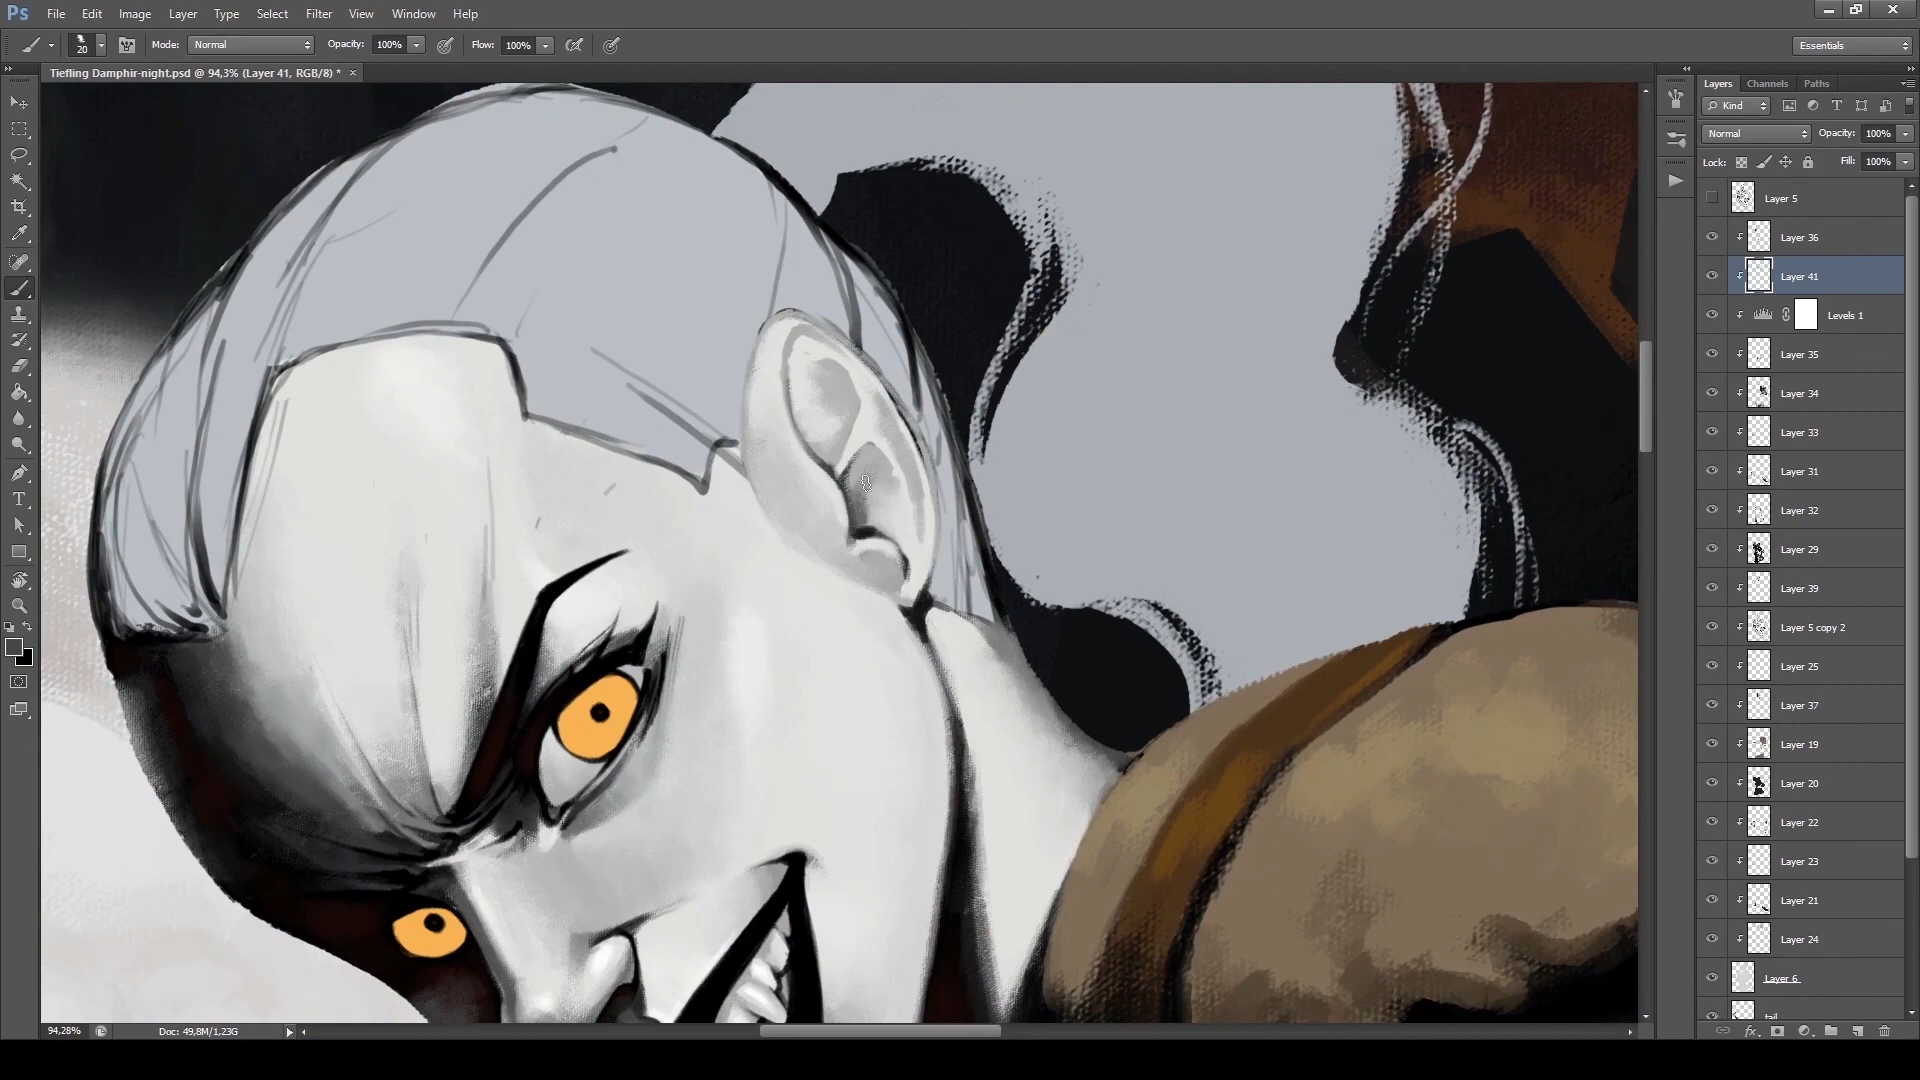 Ps File Edit Image Layer Type Select Filter View Window Help
20 Mode: Normal Opacity: 100% Flow: 100% Essentials
Tiefling Damphir-night.psd @ 94,3% (Layer 41, RGB/8) * ×
Layers Channels Paths
Kind
Normal Opacity: 100%
Lock: Fill: 100%
Layer 5
Layer 36
Layer 41
Levels 1
Layer 35
Layer 34
Layer 33
Layer 31
Layer 32
Layer 29
Layer 39
Layer 5 copy 2
Layer 25
Layer 37
Layer 19
Layer 20
Layer 22
Layer 23
Layer 21
Layer 24
Layer 6
tail
94,28% Doc: 49,8M/1,23G
fx